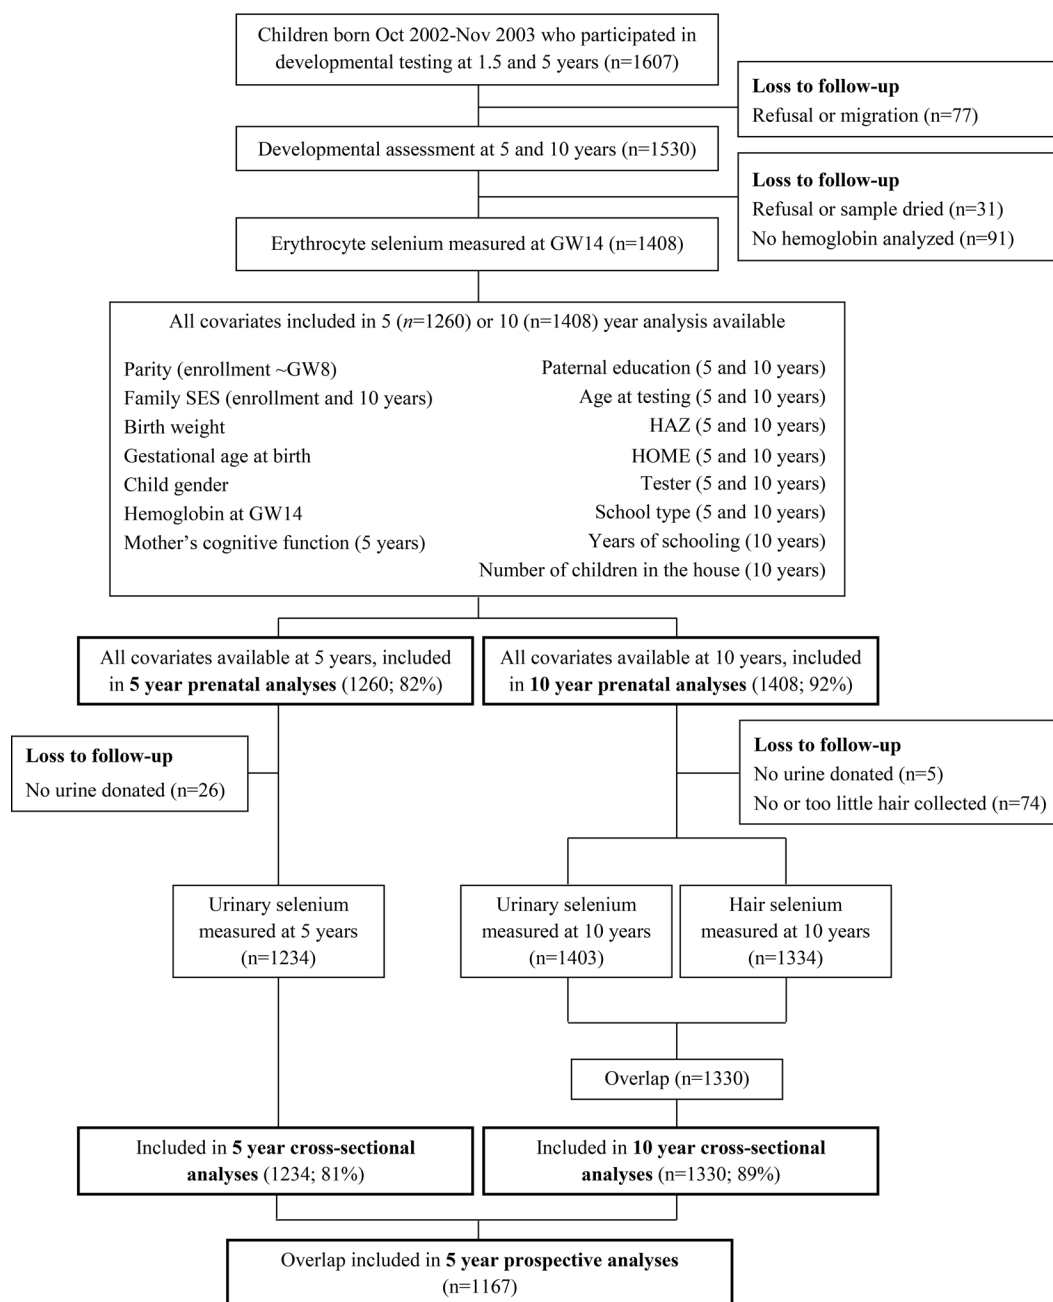 Children born Oct 2002-Nov 2003 who participated in
developmental testing at 1.5 and 5 years (n=1607)
Loss to follow-up
Refusal or migration (n=77)
Developmental assessment at 5 and 10 years (n=1530)
Loss to follow-up
Refusal or sample dried (n=31)
No hemoglobin analyzed (n=91)
Erythrocyte selenium measured at GW14 (n=1408)
All covariates included in 5 (n=1260) or 10 (n=1408) year analysis available
Parity (enrollment ~GW8)
Family SES (enrollment and 10 years)
Birth weight
Gestational age at birth
Child gender
Hemoglobin at GW14
Mother’s cognitive function (5 years)
Paternal education (5 and 10 years)
Age at testing (5 and 10 years)
HAZ (5 and 10 years)
HOME (5 and 10 years)
Tester (5 and 10 years)
School type (5 and 10 years)
Years of schooling (10 years)
Number of children in the house (10 years)
All covariates available at 5 years, included
in 5 year prenatal analyses (1260; 82%)
All covariates available at 10 years, included
in 10 year prenatal analyses (1408; 92%)
Loss to follow-up
No urine donated (n=26)
Loss to follow-up
No urine donated (n=5)
No or too little hair collected (n=74)
Urinary selenium
measured at 5 years
(n=1234)
Urinary selenium
measured at 10 years
(n=1403)
Hair selenium
measured at 10 years
(n=1334)
Overlap (n=1330)
Included in 5 year cross-sectional
analyses (1234; 81%)
Included in 10 year cross-sectional
analyses (n=1330; 89%)
Overlap included in 5 year prospective analyses
(n=1167)